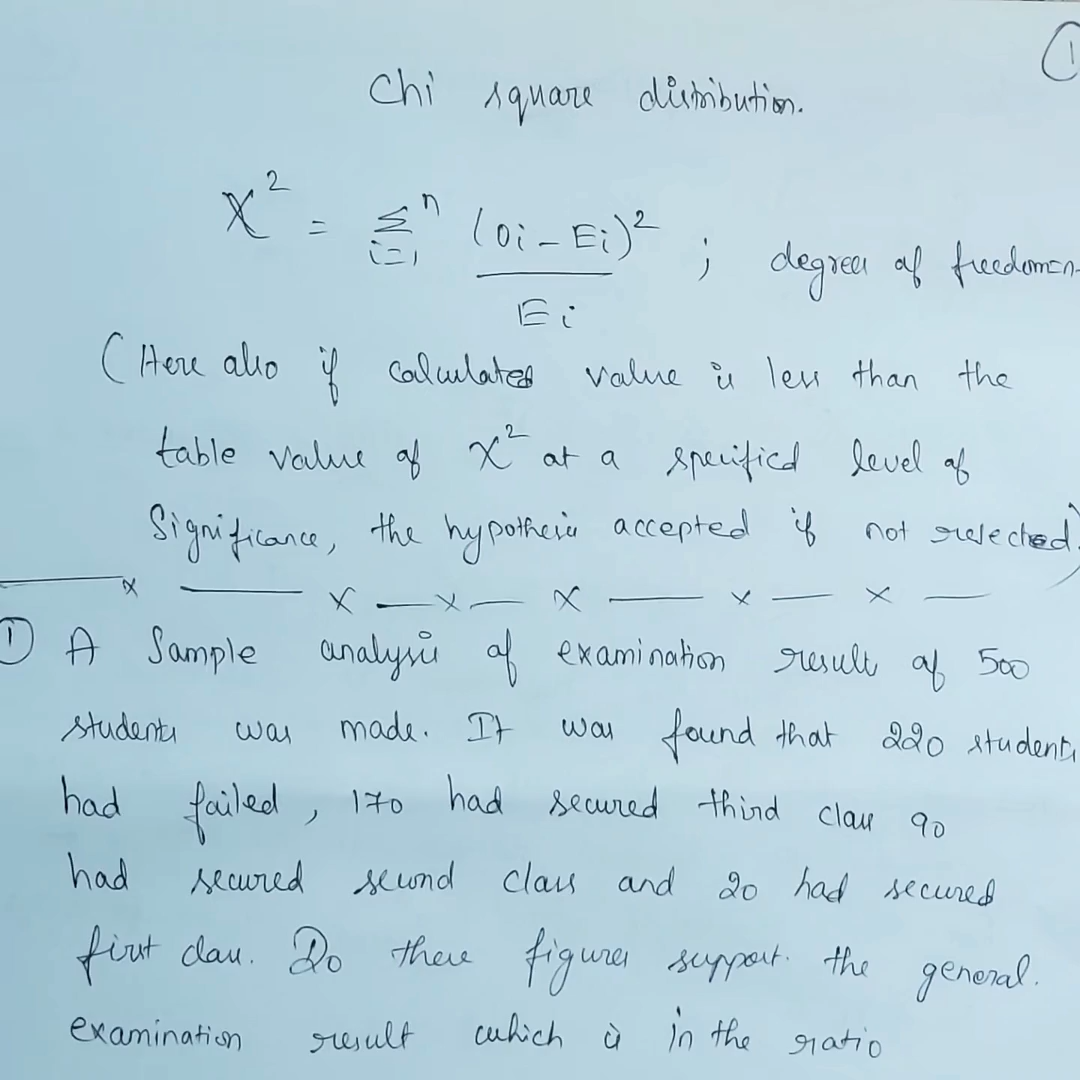 1
Chi square distribution.
χ² = Σⁿᵢ₌₁ (Oi - Ei)² / Ei ; degrees of freedom=n-
(Here also if calculated value is less than the
table value of χ² at a specified level of
Significance, the hypothesis accepted if not rejected.)
x x x x x x
① A Sample analysis of examination result of 500
students was made. It was found that 220 students
had failed, 170 had secured third class 90
had secured second class and 20 had secured
first class. Do these figures support the general.
examination result which is in the ratio